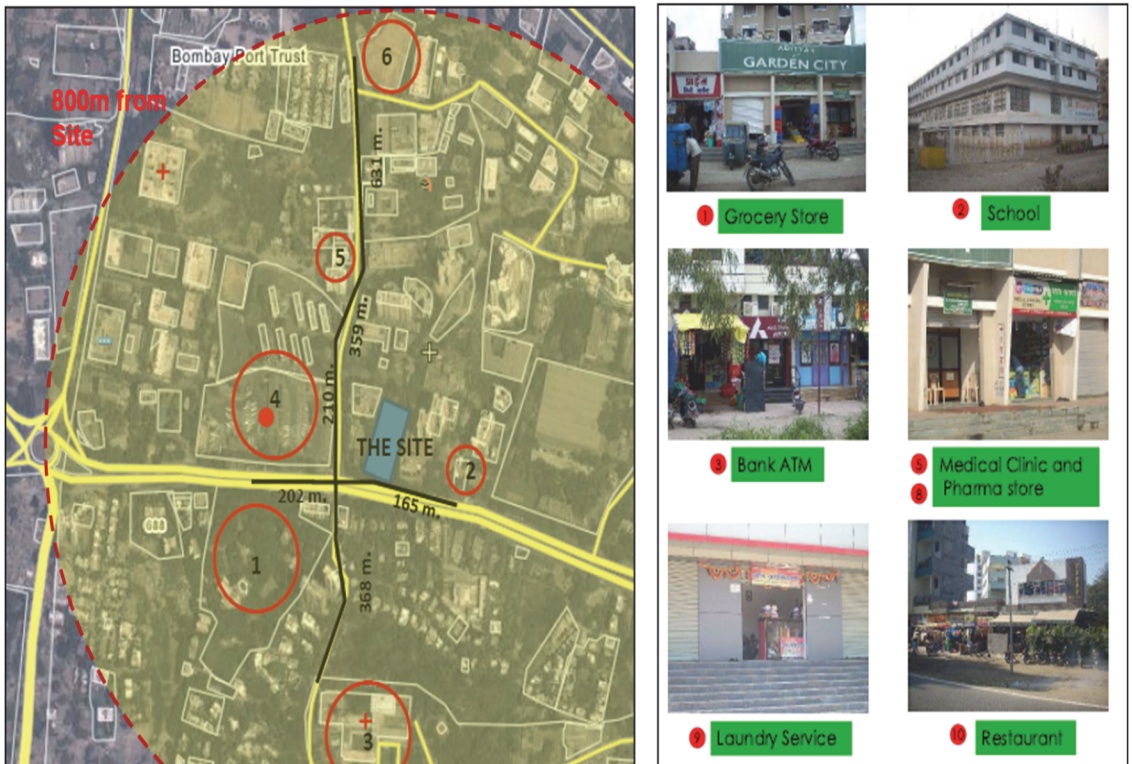 Bombay Port Trust
800m from
Site
6
631 m.
5
359 m.
4
210 m.
THE SITE
2
202 m.
165 m.
1
368 m.
3
ADITYA
GARDEN CITY
1 Grocery Store
2 School
3 Bank ATM
5 Medical Clinic and
8 Pharma store
9 Laundry Service
10 Restaurant